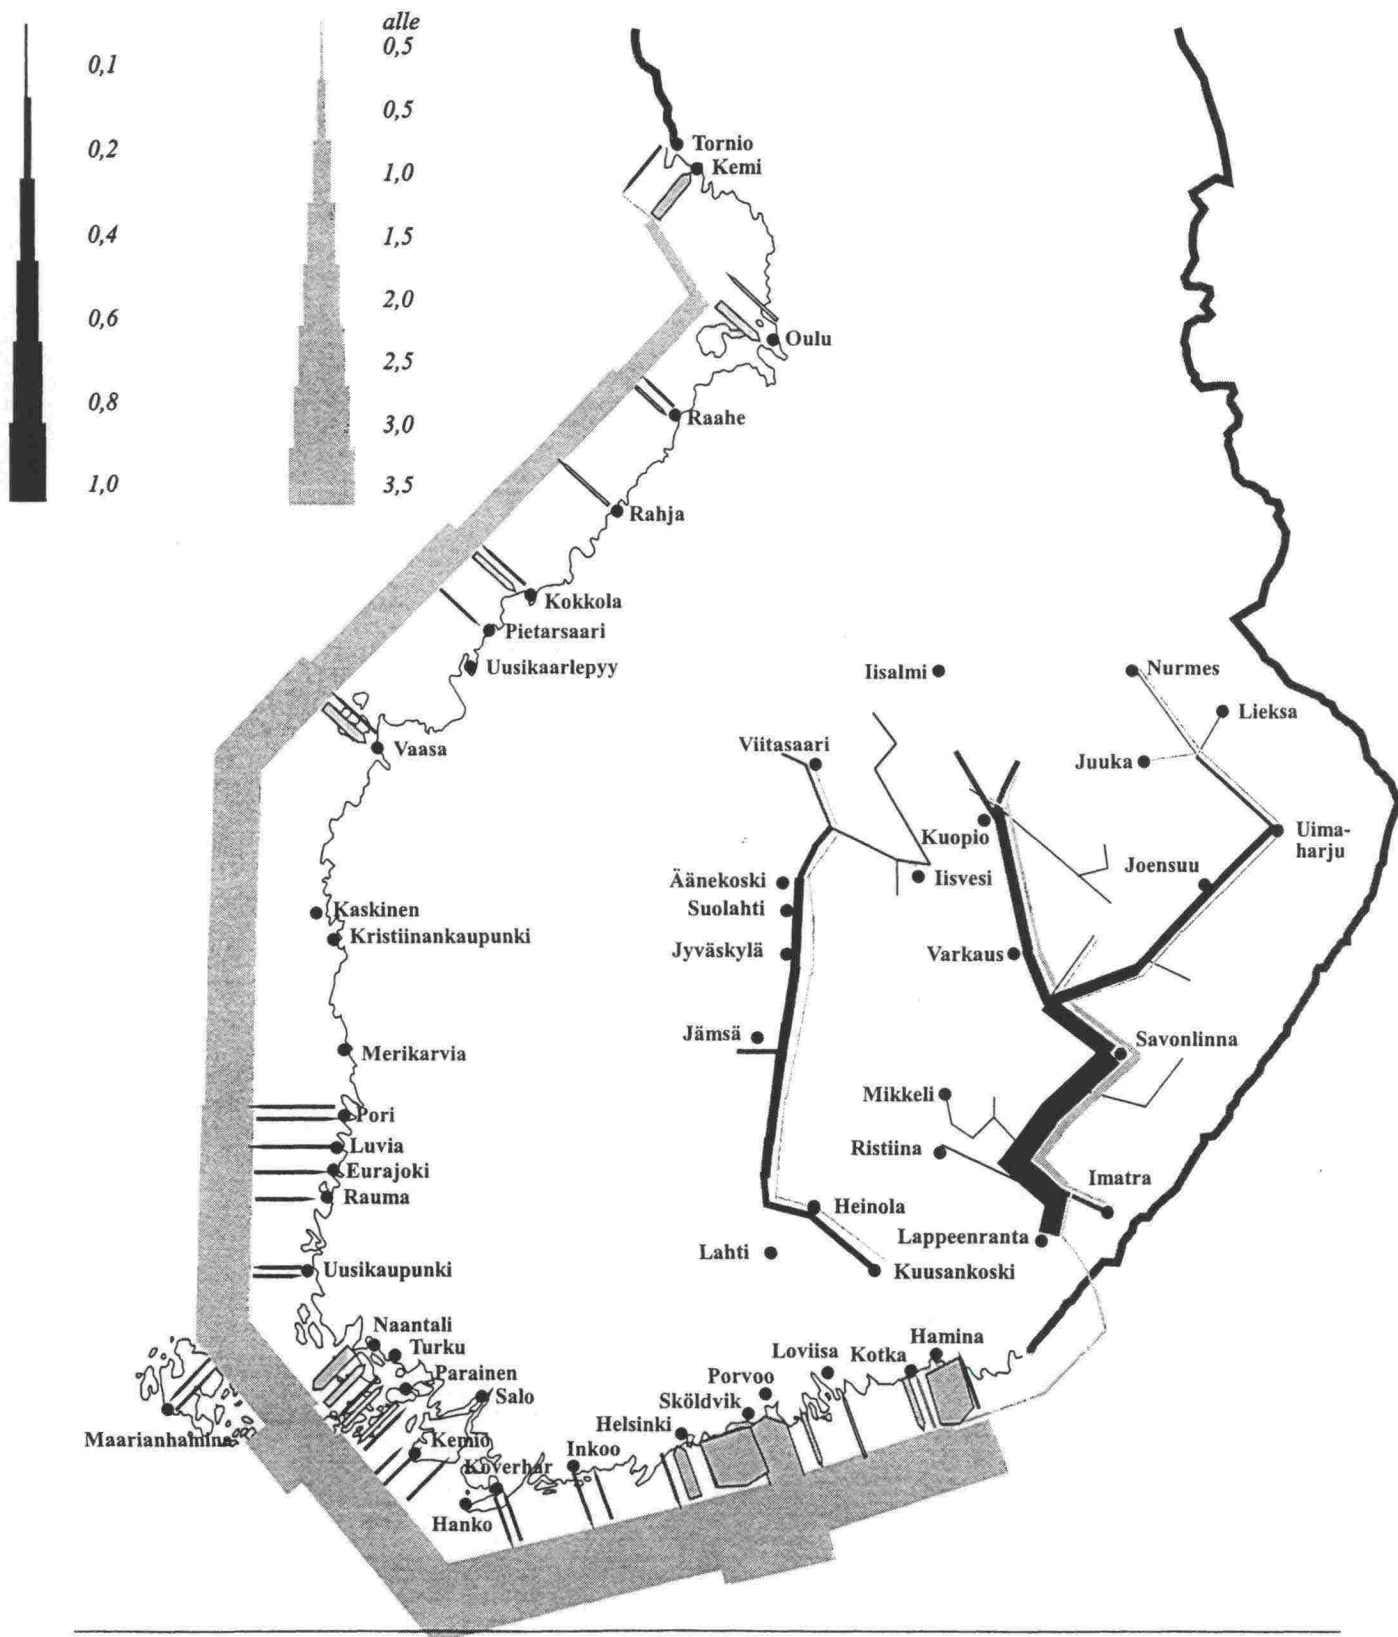 alle
0,5
0,1
0,5
0,2
1,0
0,4
1,5
2,0
0,6
2,5
0,8
3,0
1,0
3,5
Tornio
Kemi
Oulu
Raahe
Rahja
Kokkola
Pietarsaari
Uusikaarlepyy
Vaasa
Kaskinen
Kristiinankaupunki
Merikarvia
Pori
Luvia
Eurajoki
Rauma
Uusikaupunki
Naantali
Turku
Parainen
Salo
Maarianhamina
Kemiö
Koverhar
Hanko
Inkoo
Helsinki
Sköldvik
Porvoo
Loviisa
Kotka
Hamina
Iisalmi
Nurmes
Lieksa
Viitasaari
Juuka
Kuopio
Uima-
harju
Joensuu
Äänekoski
Iisvesi
Suolahti
Jyväskylä
Varkaus
Jämsä
Savonlinna
Mikkeli
Ristiina
Imatra
Heinola
Lappeenranta
Lahti
Kuusankoski